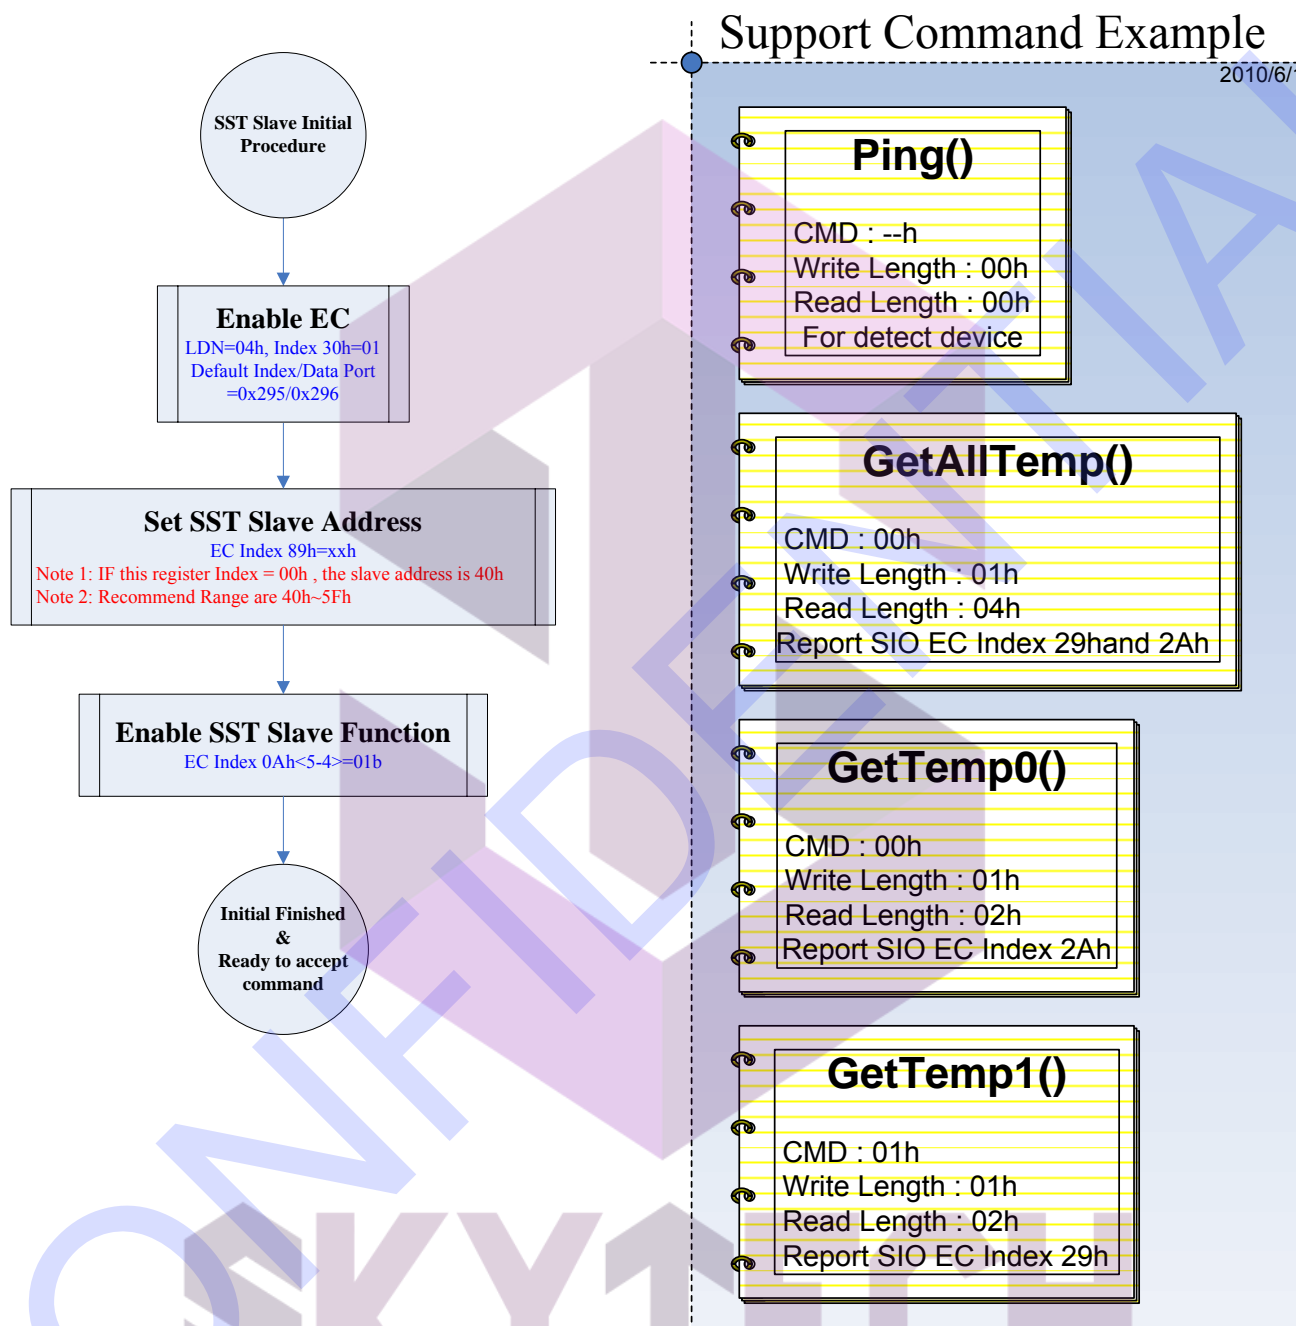 SST Slave Initial
Procedure
Enable EC
LDN=04h, Index 30h=01
Default Index/Data Port
=0x295/0x296
Set SST Slave Address
EC Index 89h=xxh
Note 1: IF this register Index = 00h , the slave address is 40h
Note 2: Recommend Range are 40h~5Fh
Enable SST Slave Function
EC Index 0Ah<5-4>=01b
Initial Finished
&
Ready to accept
command
Support Command Example
2010/6/1
Ping()
CMD : --h
Write Length : 00h
Read Length : 00h
For detect device
GetAllTemp()
CMD : 00h
Write Length : 01h
Read Length : 04h
Report SIO EC Index 29hand 2Ah
GetTemp0()
CMD : 00h
Write Length : 01h
Read Length : 02h
Report SIO EC Index 2Ah
GetTemp1()
CMD : 01h
Write Length : 01h
Read Length : 02h
Report SIO EC Index 29h
ONFIDENTIAL
SKYTECH